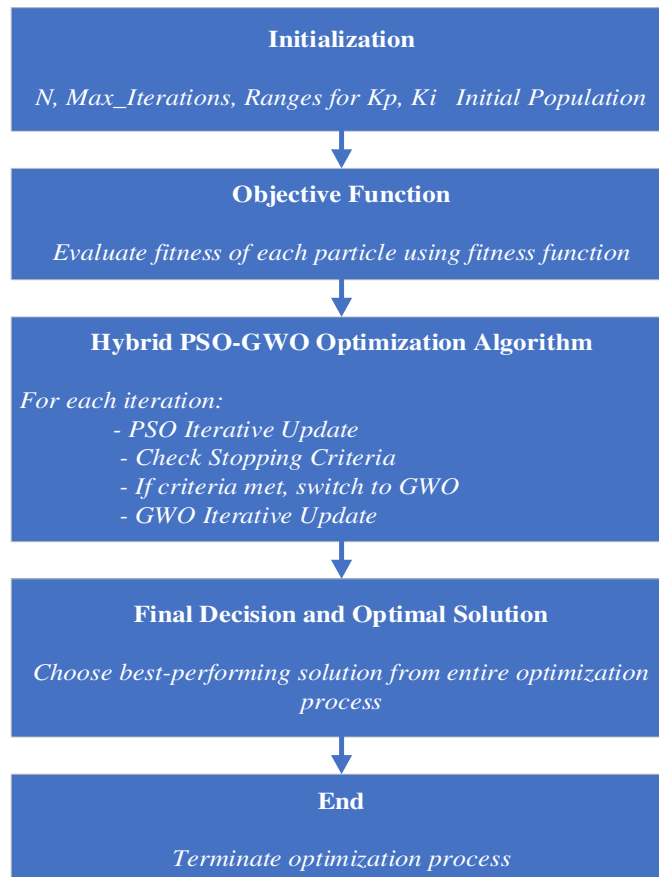 Initialization
N, Max_Iterations, Ranges for Kp, Ki   Initial Population
Objective Function
Evaluate fitness of each particle using fitness function
Hybrid PSO-GWO Optimization Algorithm
For each iteration:
- PSO Iterative Update
- Check Stopping Criteria
- If criteria met, switch to GWO
- GWO Iterative Update
Final Decision and Optimal Solution
Choose best-performing solution from entire optimization
process
End
Terminate optimization process